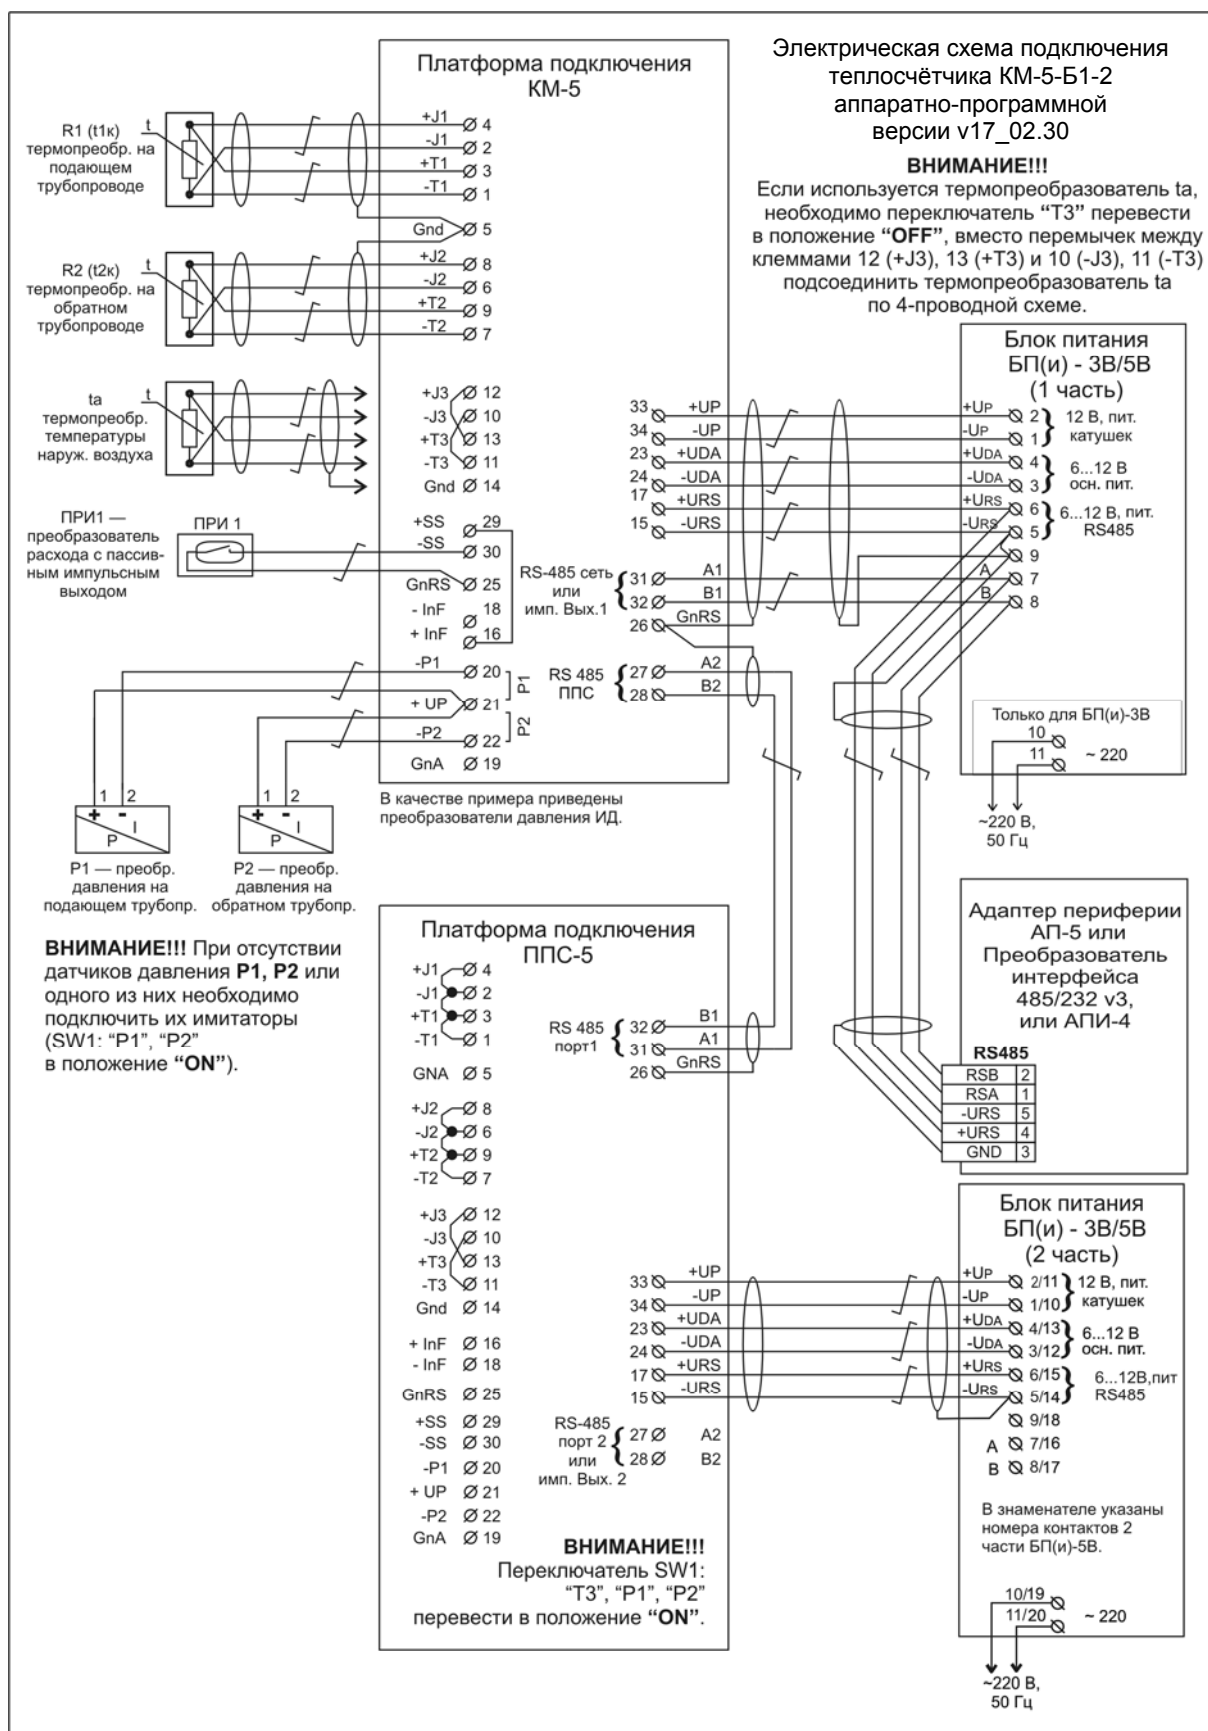 Электрическая схема подключения
теплосчётчика КМ-5-Б1-2
аппаратно-программной
версии v17_02.30
ВНИМАНИЕ!!!
Если используется термопреобразователь ta,
необходимо переключатель “Т3” перевести
в положение “OFF”, вместо перемычек между
клеммами 12 (+J3), 13 (+T3) и 10 (-J3), 11 (-T3)
подсоединить термопреобразователь ta
по 4-проводной схеме.
Платформа подключения
КМ-5
R1 (t1к)
термопреобр. на
подающем
трубопроводе
t
+J1 4
-J1 2
+T1 3
-T1 1
Gnd 5
R2 (t2к)
термопреобр. на
обратном
трубопроводе
t
+J2 8
-J2 6
+T2 9
-T2 7
ta
термопреобр.
температуры
наруж. воздуха
t
+J3 12
-J3 10
+T3 13
-T3 11
Gnd 14
ПРИ1 —
преобразователь
расхода с пассив-
ным импульсным
выходом
ПРИ 1
+SS 29
-SS 30
GnRS 25
- InF 18
+ InF 16
-P1 20
+ UP 21
-P2 22
GnA 19
P1
P2
33 +UP
34 -UP
23 +UDA
24 -UDA
17 +URS
15 -URS
RS-485 сеть
или
имп. Вых.1
31 A1
32 B1
26 GnRS
RS 485
ППС
27 A2
28 B2
Блок питания
БП(и) - 3В/5В
(1 часть)
+UP 2
-UP 1
12 В, пит.
катушек
+UDA 4
-UDA 3
6...12 В
осн. пит.
+URS 6
-URS 5
6...12 В, пит.
RS485
9
A 7
B 8
Только для БП(и)-3В
10
11 ~ 220
~220 В,
50 Гц
1 2
+ -
I
P
1 2
+ -
I
P
P1 — преобр.
давления на
подающем трубопр.
P2 — преобр.
давления на
обратном трубопр.
В качестве примера приведены
преобразователи давления ИД.
ВНИМАНИЕ!!! При отсутствии
датчиков давления P1, P2 или
одного из них необходимо
подключить их имитаторы
(SW1: “P1”, “P2”
в положение “ON”).
Платформа подключения
ППС-5
+J1 4
-J1 2
+T1 3
-T1 1
GNA 5
+J2 8
-J2 6
+T2 9
-T2 7
+J3 12
-J3 10
+T3 13
-T3 11
Gnd 14
+ InF 16
- InF 18
GnRS 25
+SS 29
-SS 30
-P1 20
+ UP 21
-P2 22
GnA 19
RS 485
порт1
32 B1
31 A1
26 GnRS
33 +UP
34 -UP
23 +UDA
24 -UDA
17 +URS
15 -URS
RS-485
порт 2
или
имп. Вых. 2
27 A2
28 B2
ВНИМАНИЕ!!!
Переключатель SW1:
“Т3”, “P1”, “P2”
перевести в положение “ON”.
Адаптер периферии
АП-5 или
Преобразователь
интерфейса
485/232 v3,
или АПИ-4
RS485
RSB 2
RSA 1
-URS 5
+URS 4
GND 3
Блок питания
БП(и) - 3В/5В
(2 часть)
+UP 2/11
-UP 1/10
12 В, пит.
катушек
+UDA 4/13
-UDA 3/12
6...12 В
осн. пит.
+URS 6/15
-URS 5/14
6...12В,пит
RS485
9/18
A 7/16
B 8/17
В знаменателе указаны
номера контактов 2
части БП(и)-5В.
10/19
11/20 ~ 220
~220 В,
50 Гц